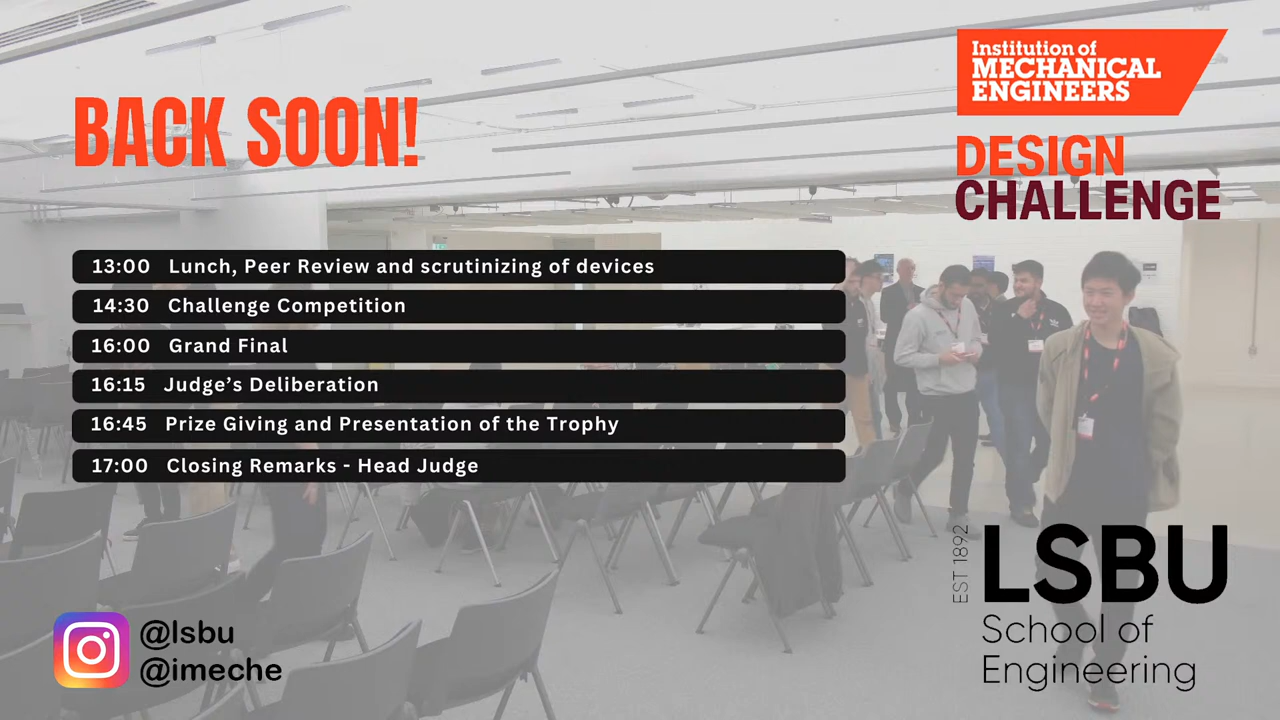 BACK SOON!
Institution of
MECHANICAL
ENGINEERS
DESIGN
CHALLENGE
13:00 Lunch, Peer Review and scrutinizing of devices
14:30 Challenge Competition
16:00 Grand Final
16:15 Judge’s Deliberation
16:45 Prize Giving and Presentation of the Trophy
17:00 Closing Remarks - Head Judge
EST 1892
LSBU
School of
Engineering
@lsbu
@imeche